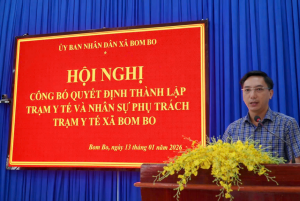 ỦY BAN NHÂN DÂN XÃ BOM BO
HỘI NGHỊ
CÔNG BỐ QUYẾT ĐỊNH THÀNH LẬP
TRẠM Y TẾ VÀ NHÂN SỰ PHỤ TRÁCH
TRẠM Y TẾ XÃ BOM BO
Bom Bo, ngày 13 tháng 01 năm 2026